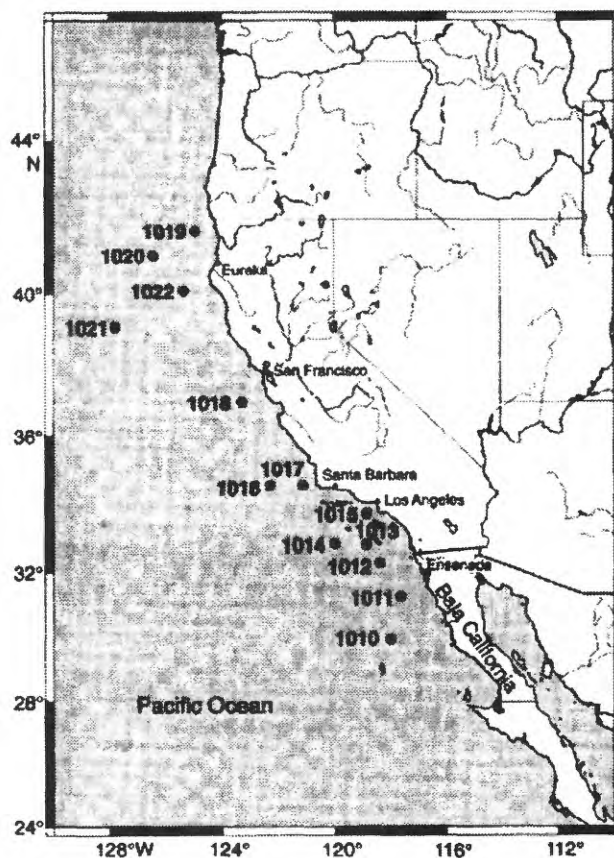 44°
N
1019
1020
Eureka
1022
40°
1021
San Francisco
1018
36°
1017
Santa Barbara
1016
Los Angeles
1015
1013
1014
32°
1012
Ensenada
1011
Baja California
1010
Pacific Ocean
28°
24°
128°W
124°
120°
116°
112°